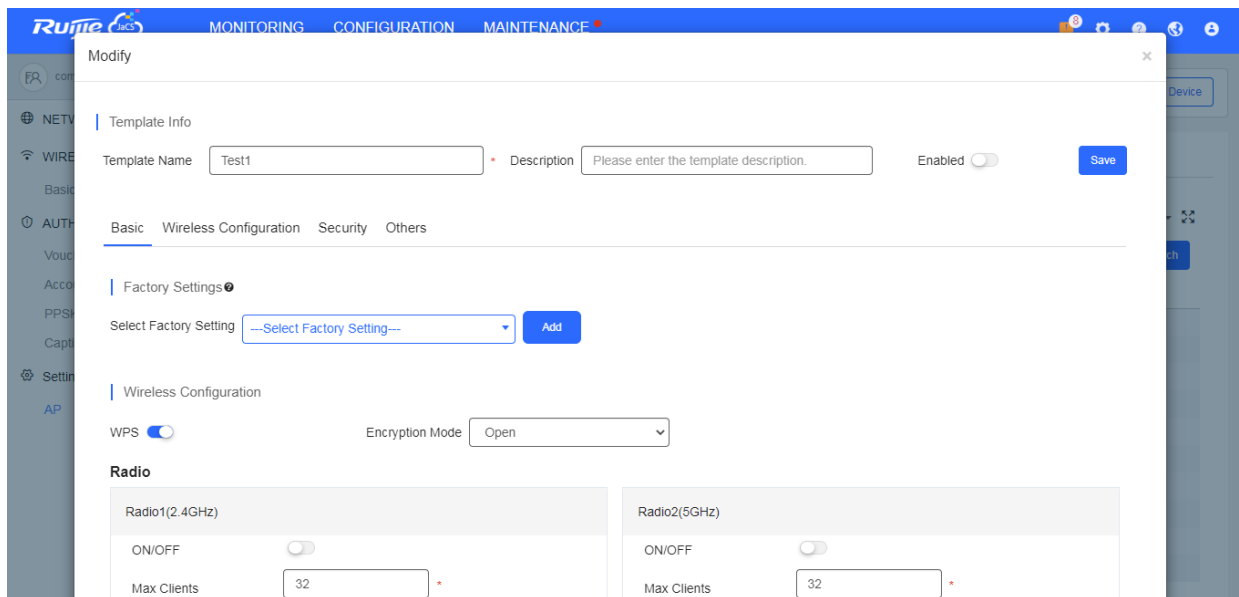 Ruijie JaCS MONITORING CONFIGURATION MAINTENANCE 8
Modify ×
com
Device
NETW
Template Info
WIRE
Template Name Test1 * Description Please enter the template description. Enabled Save
Basic
AUTH
Basic Wireless Configuration Security Others
Vouc
ch
Acco
Factory Settings
PPSK
Select Factory Setting ---Select Factory Setting--- Add
Capti
Settin
Wireless Configuration
AP
WPS Encryption Mode Open
Radio
Radio1(2.4GHz) Radio2(5GHz)
ON/OFF ON/OFF
Max Clients 32 * Max Clients 32 *